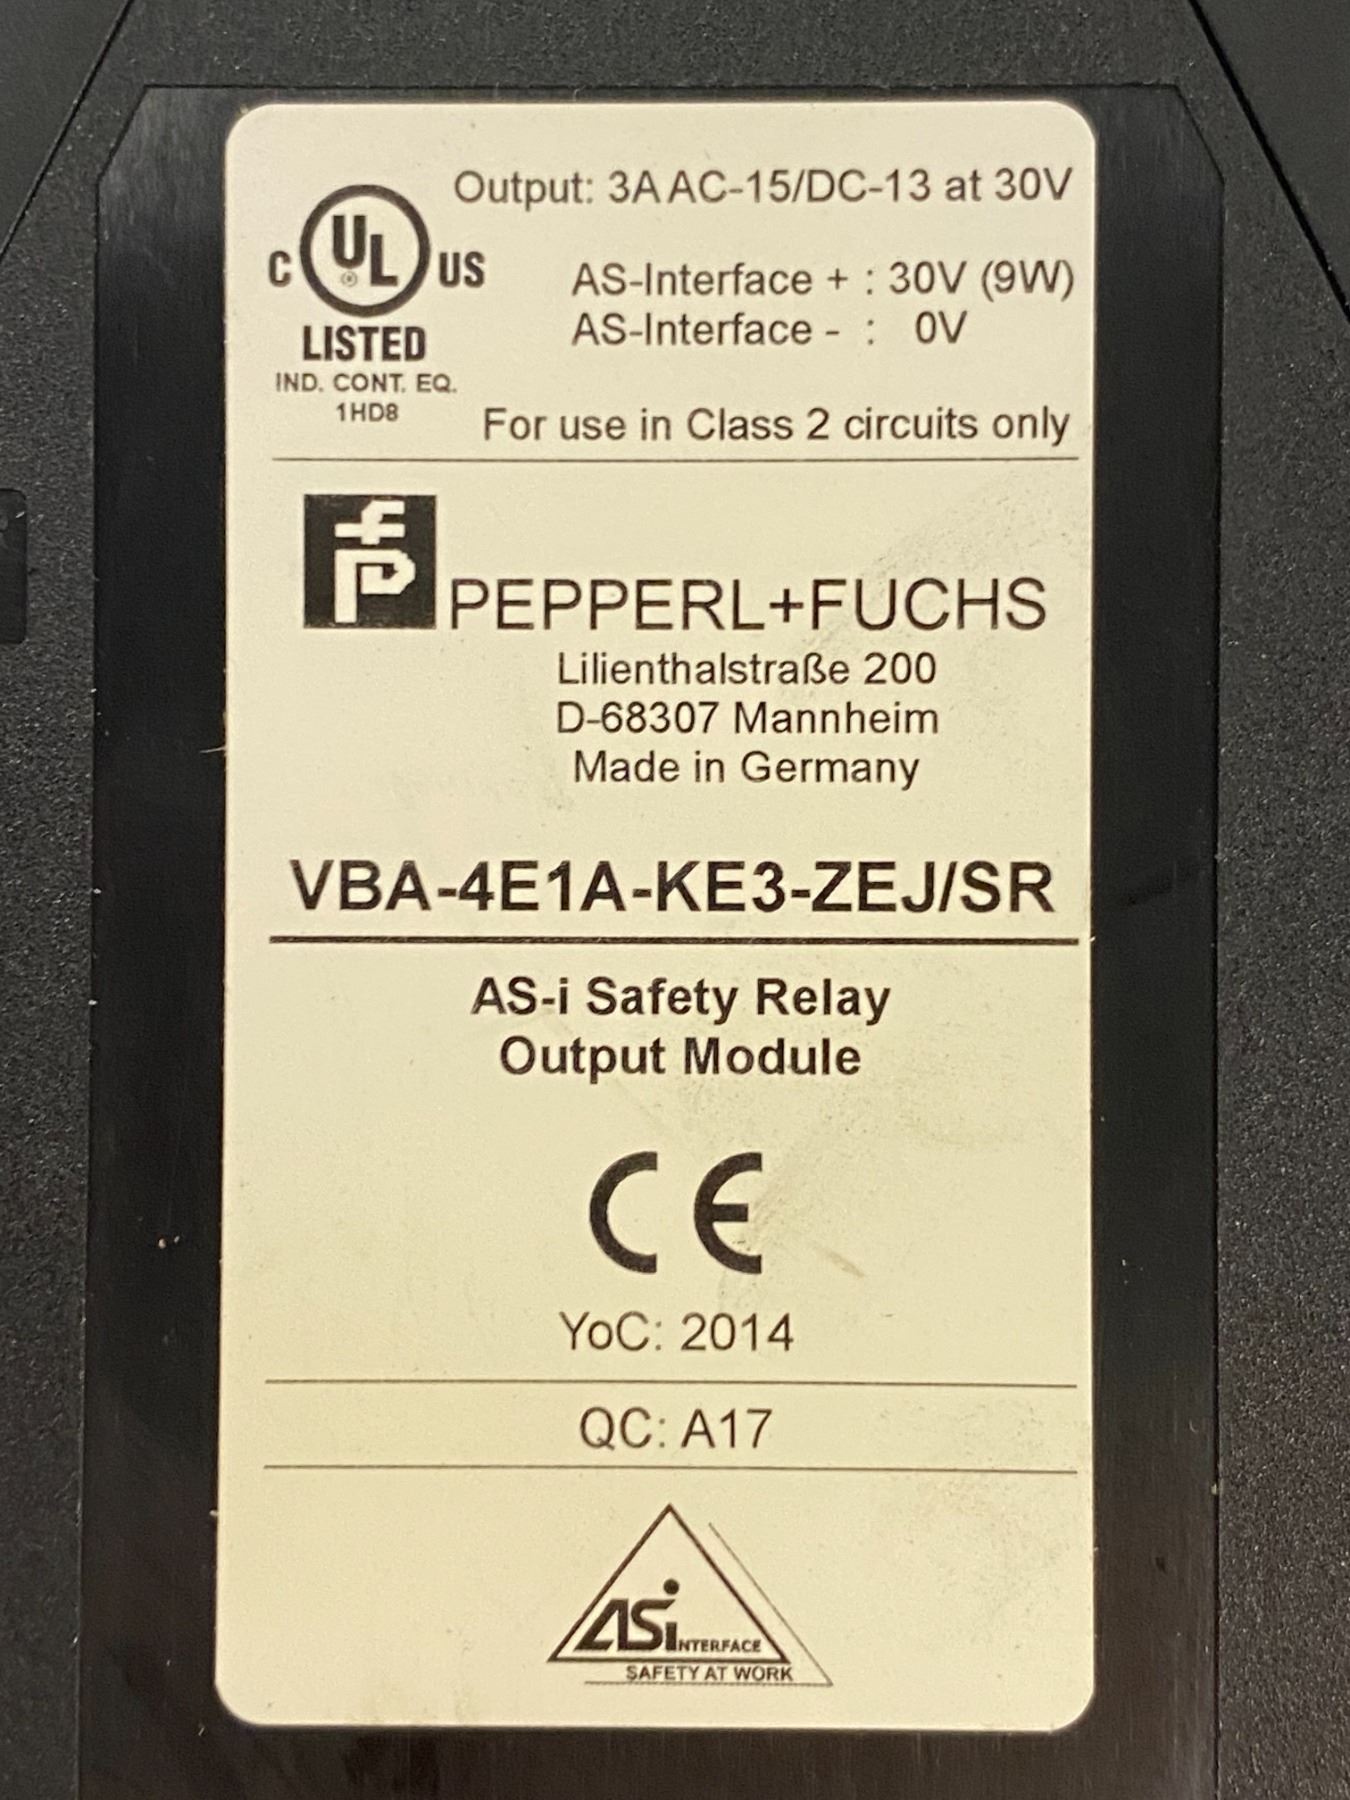 Output: 3A AC-15/DC-13 at 30V
C UL ® US
LISTED
IND. CONT. EQ.
1HD8
AS-Interface + : 30V (9W)
AS-Interface - : 0V
For use in Class 2 circuits only
PEPPERL+FUCHS
Lilienthalstraße 200
D-68307 Mannheim
Made in Germany
VBA-4E1A-KE3-ZEJ/SR
AS-i Safety Relay
Output Module
CE
YoC: 2014
QC: A17
ASi INTERFACE
SAFETY AT WORK